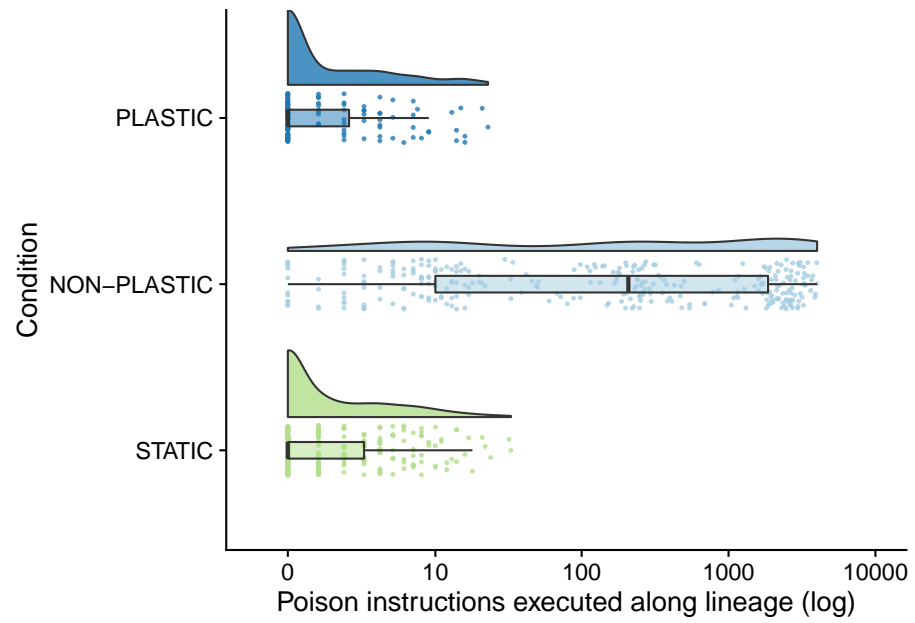 PLASTIC
NON−PLASTIC
STATIC
Condition
0 10 100 1000 10000
Poison instructions executed along lineage (log)